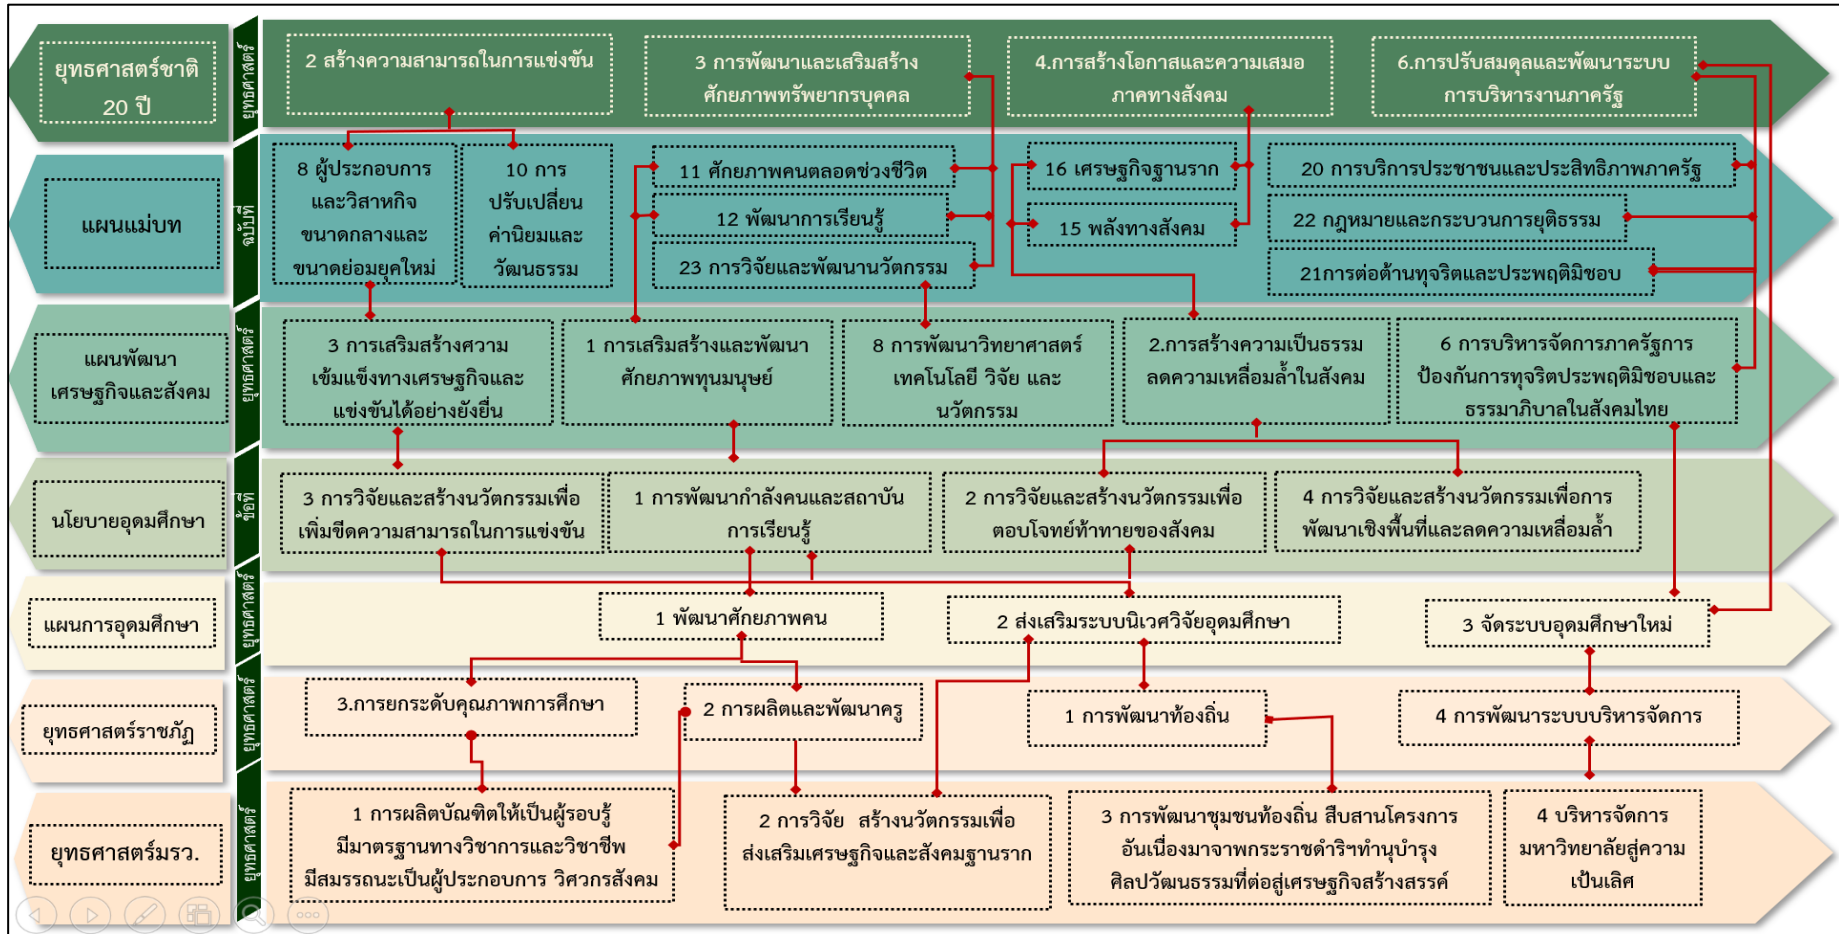 ยุทธศาสตร์ชาติ
20 ปี
ยุทธศาสตร์
2 สร้างความสามารถในการแข่งขัน
3 การพัฒนาและเสริมสร้าง
ศักยภาพทรัพยากรบุคคล
4.การสร้างโอกาสและความเสมอ
ภาคทางสังคม
6.การปรับสมดุลและพัฒนาระบบ
การบริหารงานภาครัฐ
แผนแม่บท
ฉบับที่
8 ผู้ประกอบการ
และวิสาหกิจ
ขนาดกลางและ
ขนาดย่อมยุคใหม่
10 การ
ปรับเปลี่ยน
ค่านิยมและ
วัฒนธรรม
11 ศักยภาพคนตลอดช่วงชีวิต
12 พัฒนาการเรียนรู้
23 การวิจัยและพัฒนานวัตกรรม
16 เศรษฐกิจฐานราก
15 พลังทางสังคม
20 การบริการประชาชนและประสิทธิภาพภาครัฐ
22 กฎหมายและกระบวนการยุติธรรม
21การต่อต้านทุจริตและประพฤติมิชอบ
แผนพัฒนา
เศรษฐกิจและสังคม
ยุทธศาสตร์
3 การเสริมสร้างความ
เข้มแข็งทางเศรษฐกิจและ
แข่งขันได้อย่างยั่งยืน
1 การเสริมสร้างและพัฒนา
ศักยภาพทุนมนุษย์
8 การพัฒนาวิทยาศาสตร์
เทคโนโลยี วิจัย และ
นวัตกรรม
2.การสร้างความเป็นธรรม
ลดความเหลื่อมล้ำในสังคม
6 การบริหารจัดการภาครัฐการ
ป้องกันการทุจริตประพฤติมิชอบและ
ธรรมาภิบาลในสังคมไทย
นโยบายอุดมศึกษา
ข้อที่
3 การวิจัยและสร้างนวัตกรรมเพื่อ
เพิ่มขีดความสามารถในการแข่งขัน
1 การพัฒนากำลังคนและสถาบัน
การเรียนรู้
2 การวิจัยและสร้างนวัตกรรมเพื่อ
ตอบโจทย์ท้าทายของสังคม
4 การวิจัยและสร้างนวัตกรรมเพื่อการ
พัฒนาเชิงพื้นที่และลดความเหลื่อมล้ำ
แผนการอุดมศึกษา
ยุทธศาสตร์
1 พัฒนาศักยภาพคน
2 ส่งเสริมระบบนิเวศวิจัยอุดมศึกษา
3 จัดระบบอุดมศึกษาใหม่
ยุทธศาสตร์ราชภัฏ
ยุทธศาสตร์
3.การยกระดับคุณภาพการศึกษา
2 การผลิตและพัฒนาครู
1 การพัฒนาท้องถิ่น
4 การพัฒนาระบบบริหารจัดการ
ยุทธศาสตร์มรว.
ยุทธศาสตร์
1 การผลิตบัณฑิตให้เป็นผู้รอบรู้
มีมาตรฐานทางวิชาการและวิชาชีพ
มีสมรรถนะเป็นผู้ประกอบการ วิศวกรสังคม
2 การวิจัย สร้างนวัตกรรมเพื่อ
ส่งเสริมเศรษฐกิจและสังคมฐานราก
3 การพัฒนาชุมชนท้องถิ่น สืบสานโครงการ
อันเนื่องมาจาพกระราชดำริฯทำนุบำรุง
ศิลปวัฒนธรรมที่ต่อสู่เศรษฐกิจสร้างสรรค์
4 บริหารจัดการ
มหาวิทยาลัยสู่ความ
เป้นเลิศ